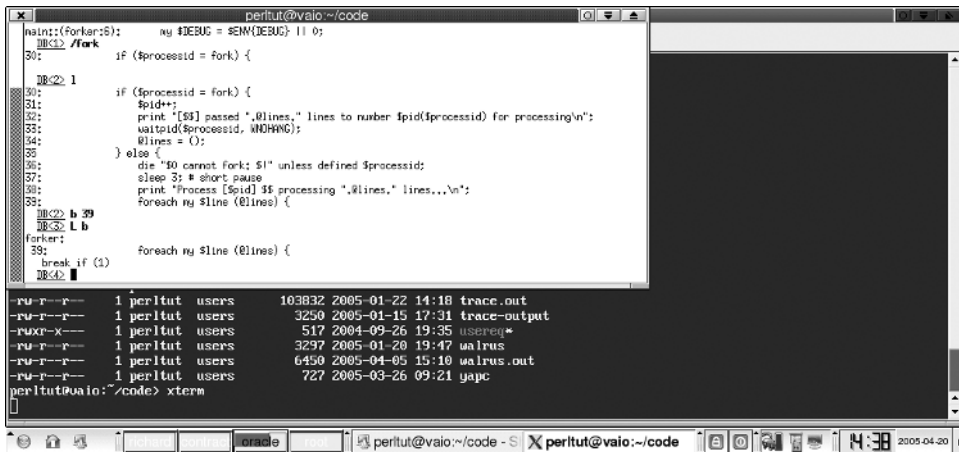 perltut@vaio:~/code
main::(forker:6):      my $DEBUG = $ENV{DEBUG} || 0;
DB<1> /fork
30:           if ($processid = fork) {
DB<2> l
30:           if ($processid = fork) {
31:              $pid++;
32:              print "[$$] passed ",@lines," lines to number $pid($processid) for processing\n";
33:              waitpid($processid, WNOHANG);
34:              @lines = ();
35           } else {
36:              die "$0 cannot fork: $!" unless defined $processid;
37:              sleep 3; # short pause
38:              print "Process [$pid] $$ processing ",@lines," lines...\n";
39:              foreach my $line (@lines) {
DB<2> b 39
DB<3> L b
forker:
39:              foreach my $line (@lines) {
break if (1)
DB<4>
-rw-r--r--    1 perltut  users      103832 2005-01-22 14:18 trace.out
-rw-r--r--    1 perltut  users        3250 2005-01-15 17:31 trace-output
-rwxr-x---    1 perltut  users         517 2004-09-26 19:35 usereq*
-rw-r--r--    1 perltut  users        3297 2005-01-20 19:47 walrus
-rw-r--r--    1 perltut  users        6450 2005-04-05 15:10 walrus.out
-rw-r--r--    1 perltut  users         727 2005-03-26 09:21 yapc
perltut@vaio:~/code> xterm
richard contrac oracle root perltut@vaio:~/code - S X perltut@vaio:~/code 14:38 2005-04-20